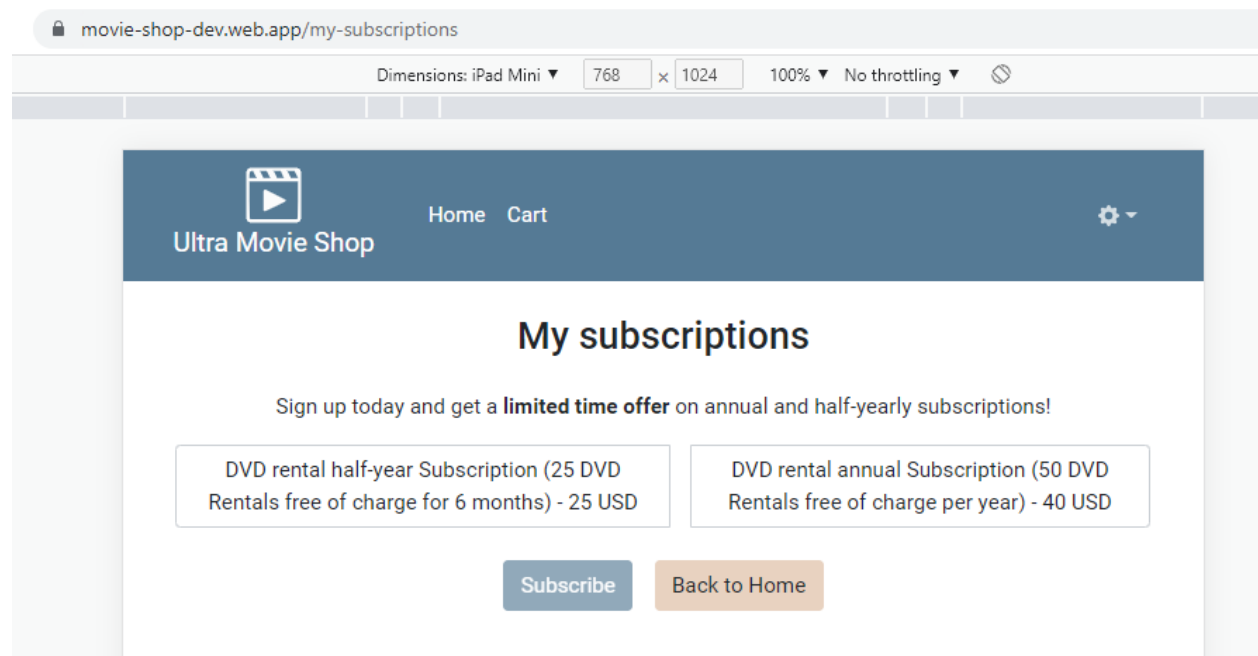 movie-shop-dev.web.app/my-subscriptions
Dimensions: iPad Mini ▼ 768 x 1024 100% ▼ No throttling ▼
Home Cart
Ultra Movie Shop
My subscriptions
Sign up today and get a limited time offer on annual and half-yearly subscriptions!
DVD rental half-year Subscription (25 DVD
Rentals free of charge for 6 months) - 25 USD
DVD rental annual Subscription (50 DVD
Rentals free of charge per year) - 40 USD
Subscribe Back to Home